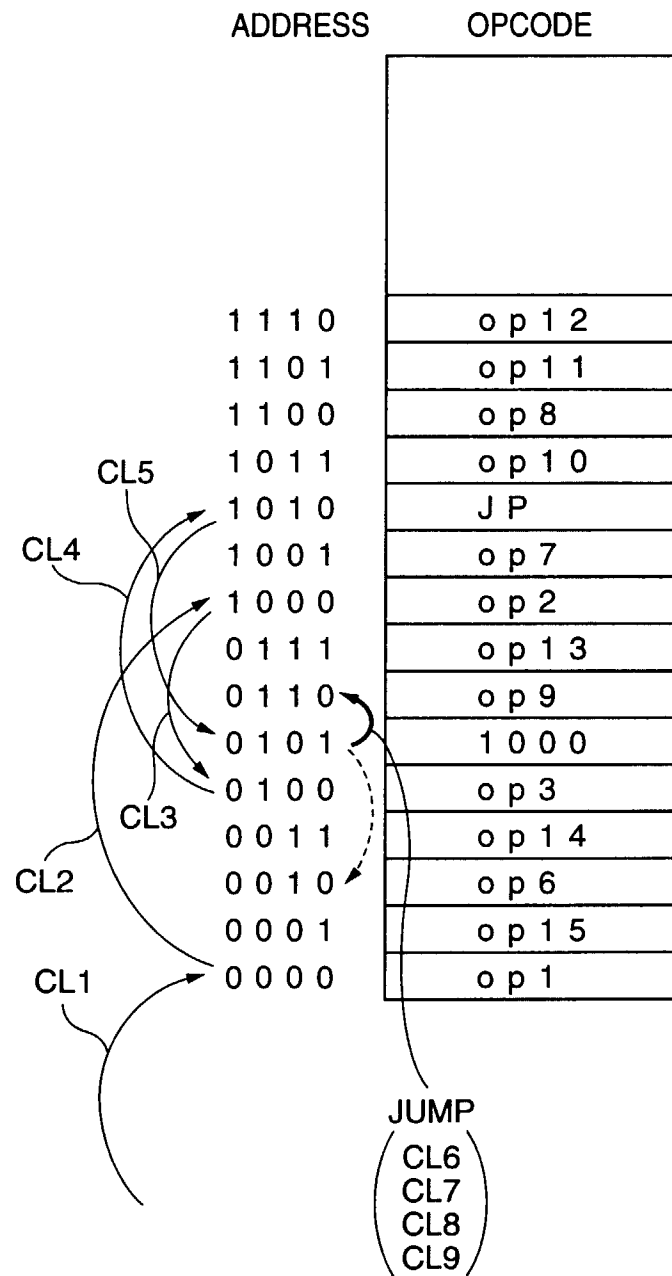 ADDRESS OPCODE
1110 op12
1101 op11
1100 op8
1011 op10
CL5
1010 JP
CL4
1001 op7
1000 op2
0111 op13
0110 op9
0101 1000
0100 op3
CL3
0011 op14
CL2
0010 op6
0001 op15
CL1
0000 op1
JUMP
CL6
CL7
CL8
CL9